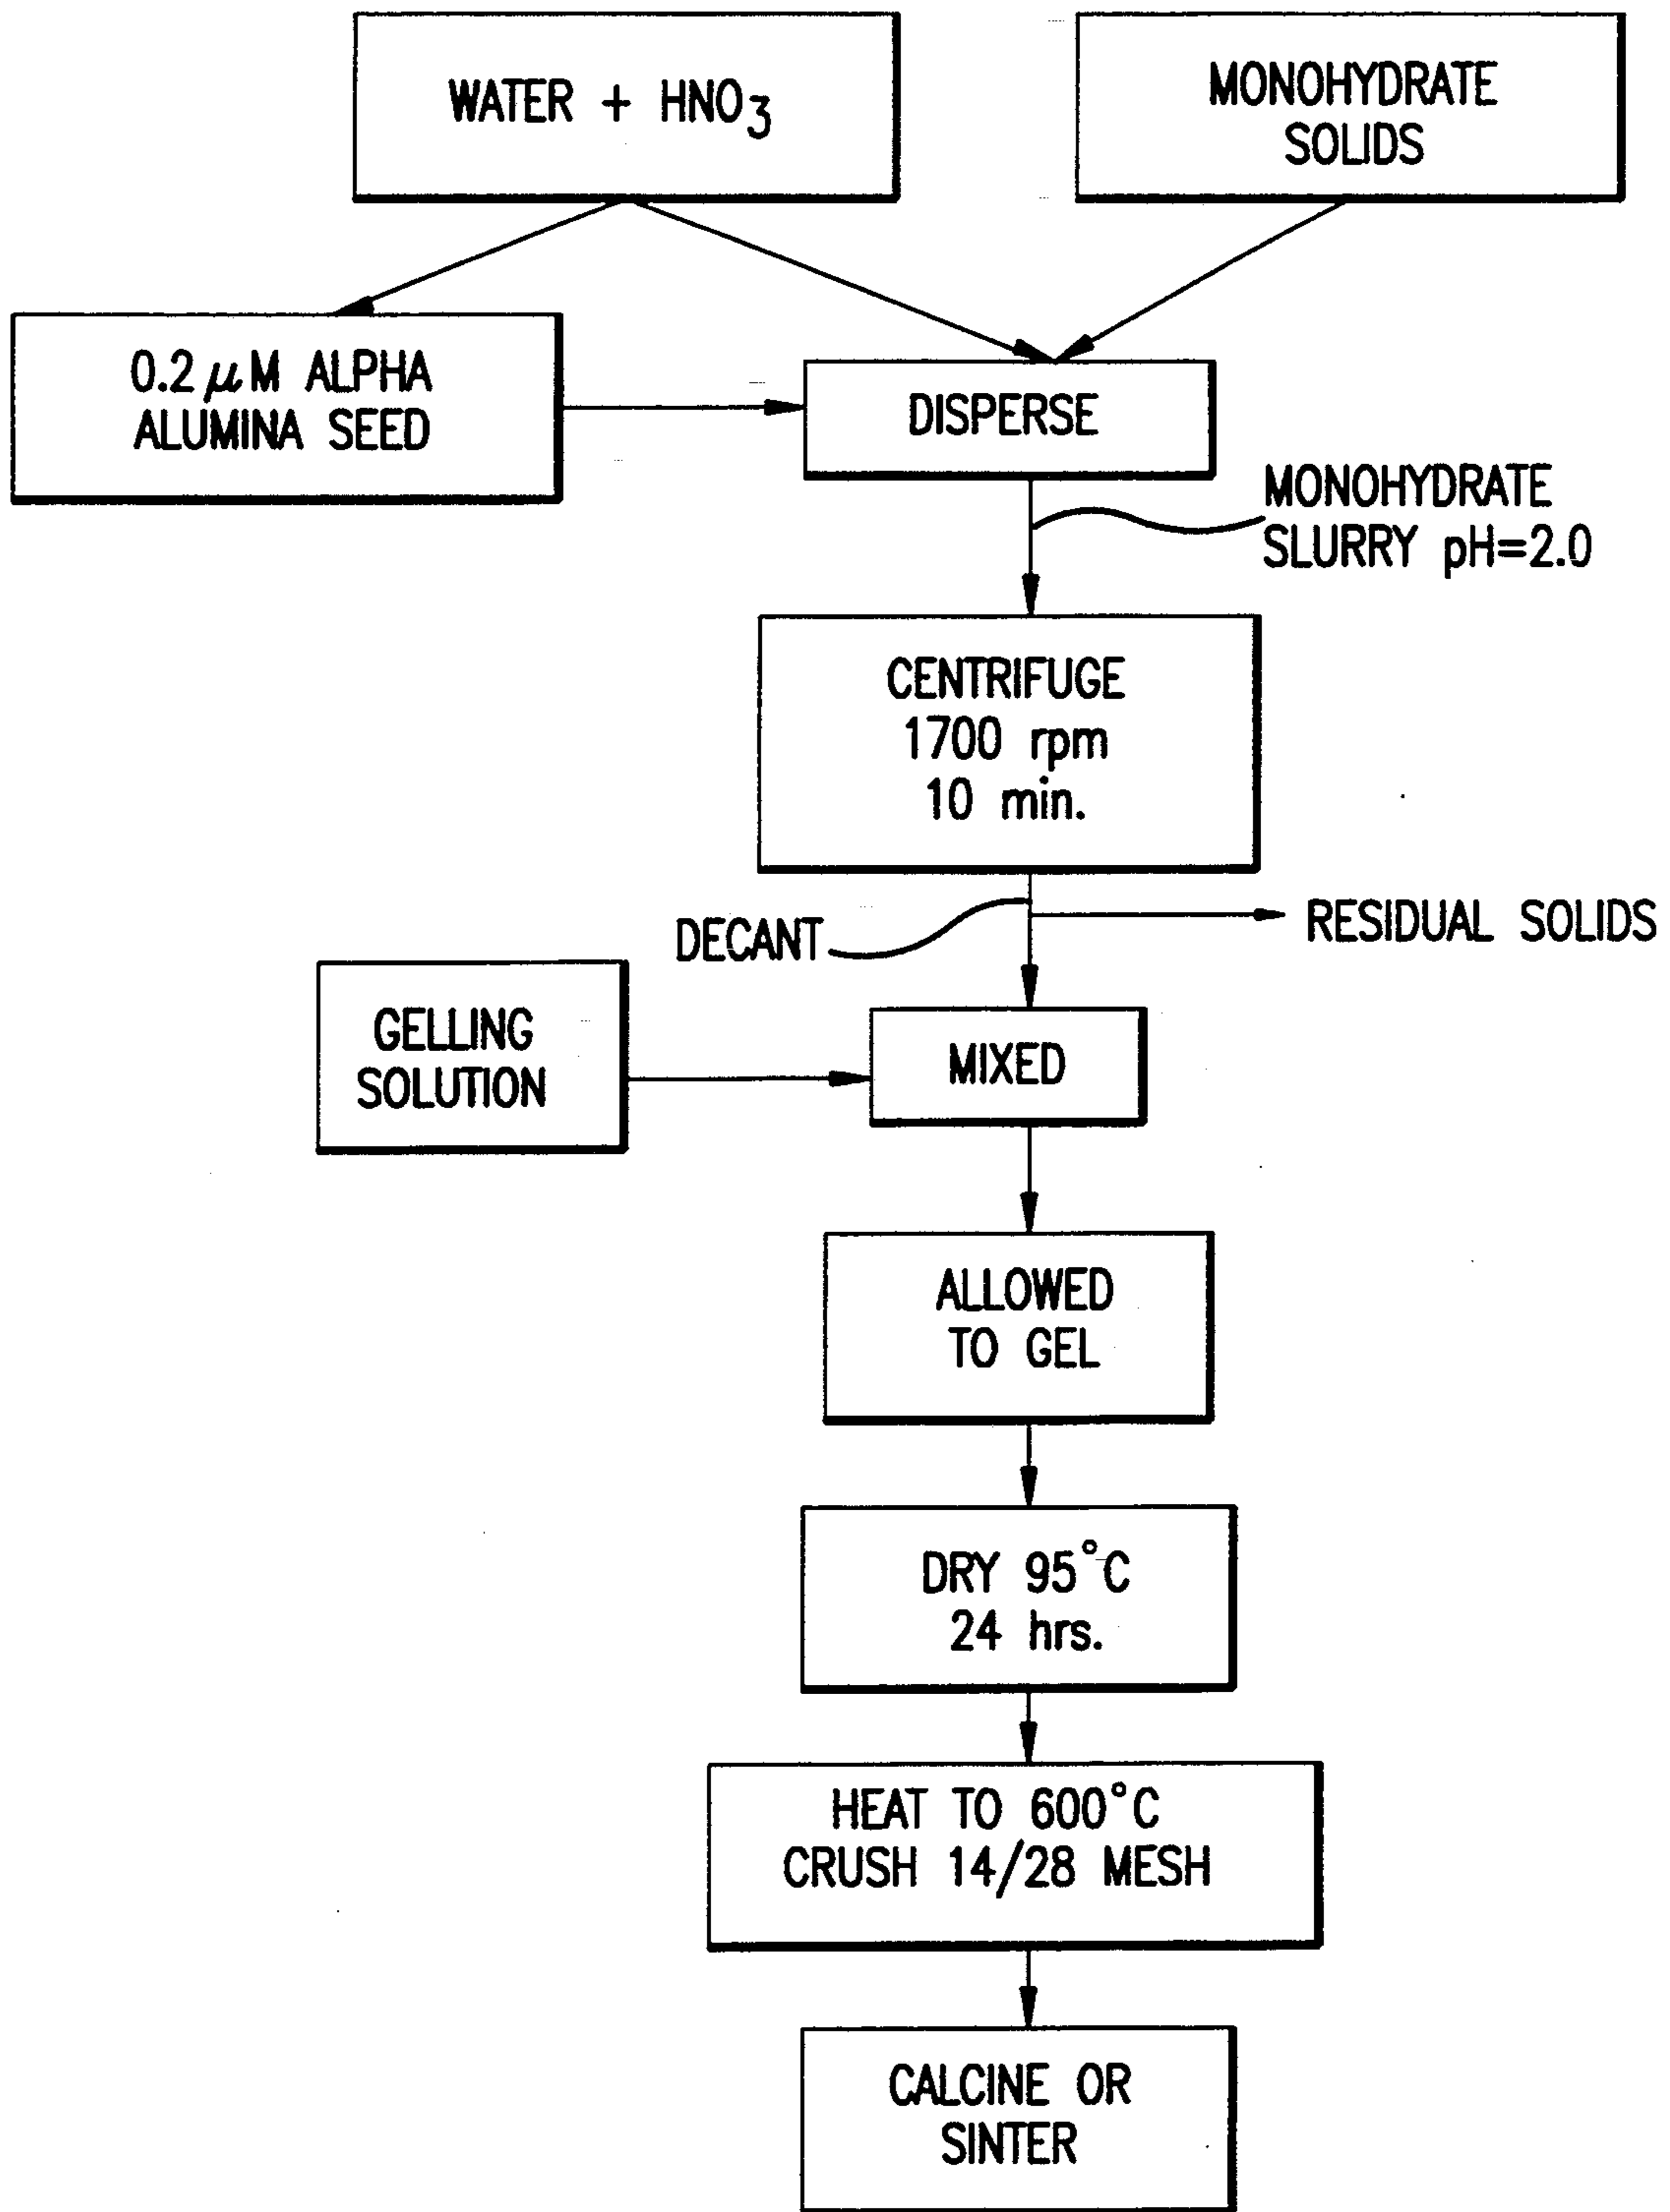 WATER + HNO3
MONOHYDRATE
SOLIDS
0.2 μM ALPHA
ALUMINA SEED
DISPERSE
MONOHYDRATE
SLURRY pH=2.0
CENTRIFUGE
1700 rpm
10 min.
DECANT
RESIDUAL SOLIDS
GELLING
SOLUTION
MIXED
ALLOWED
TO GEL
DRY 95°C
24 hrs.
HEAT TO 600°C
CRUSH 14/28 MESH
CALCINE OR
SINTER